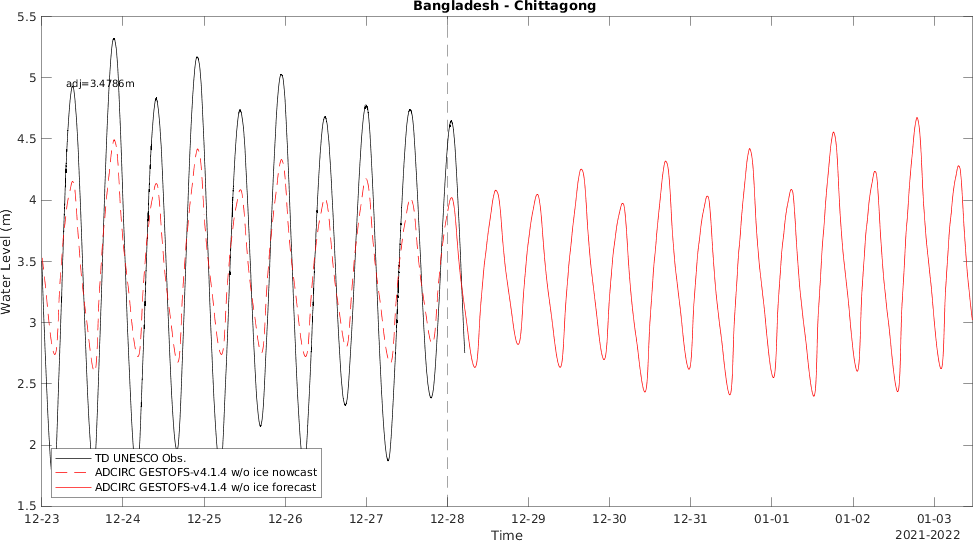 Bangladesh - Chittagong
5.5
5
4.5
4
3.5
3
2.5
2
1.5
Water Level (m)
adj=3.4786m
TD UNESCO Obs.
ADCIRC GESTOFS-v4.1.4 w/o ice nowcast
ADCIRC GESTOFS-v4.1.4 w/o ice forecast
12-23 12-24 12-25 12-26 12-27 12-28 12-29 12-30 12-31 01-01 01-02 01-03
Time
2021-2022